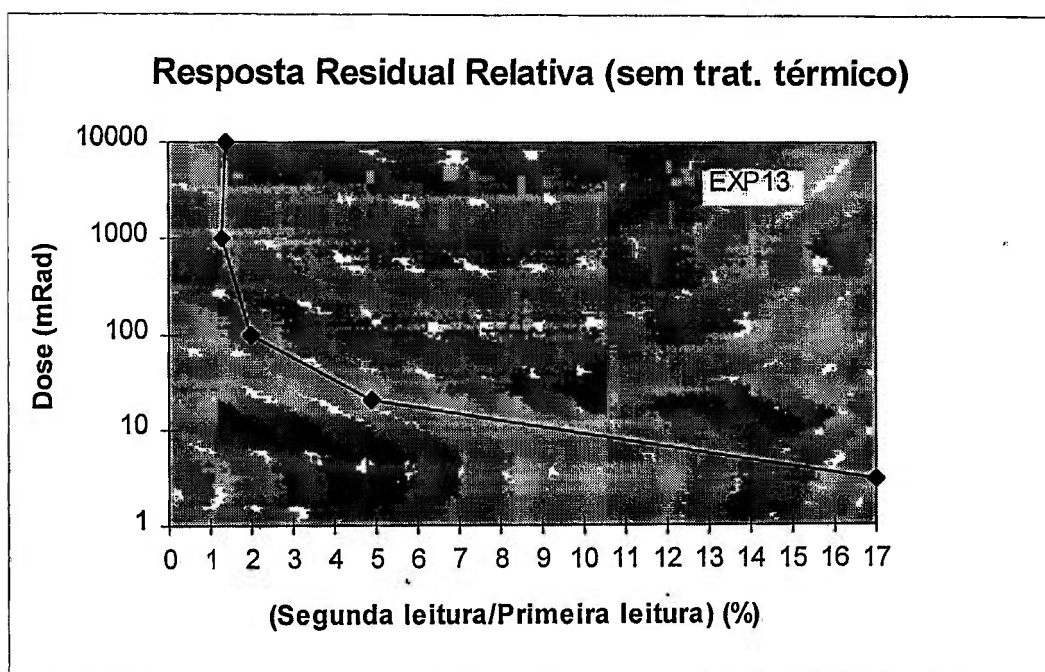 Resposta Residual Relativa (sem trat. térmico)
EXP13
Dose (mRad)
10000
1000
100
10
1
0 1 2 3 4 5 6 7 8 9 10 11 12 13 14 15 16 17
(Segunda leitura/Primeira leitura) (%)